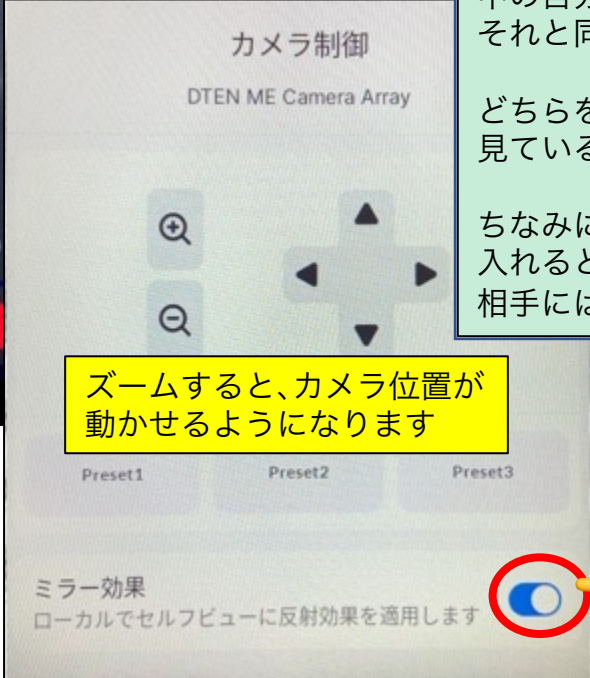 カメラ制御
DTEN ME Camera Array
それと同
どちらを
見ている
ちなみに
入れると
相手には
ズームすると、カメラ位置が
動かせるようになります
Preset1
Preset2
Preset3
ミラー効果
ローカルでセルフビューに反射効果を適用します